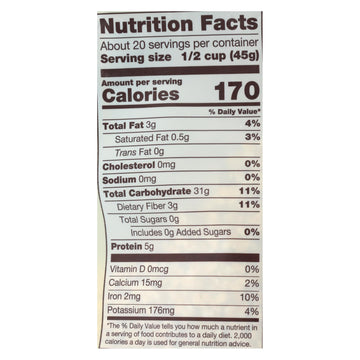 Nutrition Facts
About 20 servings per container
Serving size 1/2 cup (45g)
Amount per serving
Calories 170
% Daily Value*
Total Fat 3g 4%
Saturated Fat 0.5g 3%
Trans Fat 0g
Cholesterol 0mg 0%
Sodium 0mg 0%
Total Carbohydrate 31g 11%
Dietary Fiber 3g 11%
Total Sugars 0g
Includes 0g Added Sugars 0%
Protein 5g
Vitamin D 0mcg 0%
Calcium 15mg 2%
Iron 2mg 10%
Potassium 176mg 4%
*The % Daily Value tells you how much a nutrient in
a serving of food contributes to a daily diet. 2,000
calories a day is used for general nutrition advice.